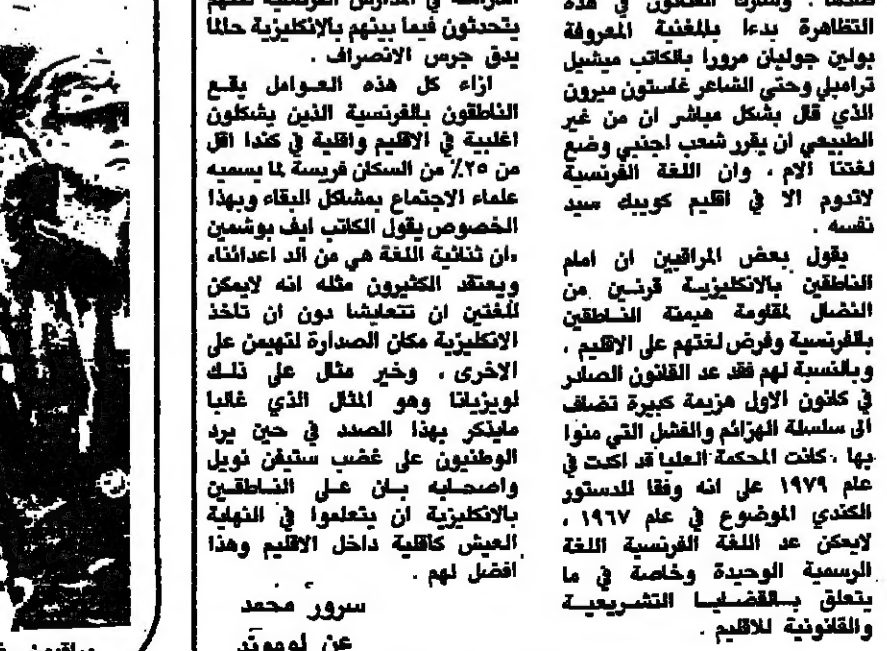 ضدها . وشارك الفنانون في هذه
التظاهرة بدءا بالمغنية المعروفة
بولين جوليان مرورا بالكاتب ميشيل
ترامبلي وحتى الشاعر غاستون ميرون
الذي قال بشكل مباشر ان من غير
الطبيعي ان يقرر شعب اجنبي وضع
لغتنا الام ، وان اللغة الفرنسية
لاتدوم الا في اقليم كوبيك سيد
نفسه .
يقول بعض المراقبين ان امام
الناطقين بالانكليزية قرنين من
النضال لمقاومة هيمنة الناطقين
بالفرنسية وفرض لغتهم على الاقليم .
وبالنسبة لهم فقد عد القانون الصادر
في كانون الاول هزيمة كبيرة تضاف
الى سلسلة الهزائم والفشل التي منوا
بها . كانت المحكمة العليا قد اكدت في
عام ١٩٧٩ على انه وفقا للدستور
الكندي الموضوع في عام ١٩٦٧ ،
لايمكن عد اللغة الفرنسية اللغة
الرسمية الوحيدة وخاصة في ما
يتعلق بالقضايا التشريعية
والقانونية للاقليم .
في المدارس الفرنسية
يتحدثون فيما بينهم بالانكليزية حالما
يدق جرس الانصراف .
ازاء كل هذه العوامل يقع
الناطقون بالفرنسية الذين يشكلون
اغلبية في الاقليم واقلية في كندا اقل
من ٢٥٪ من السكان فريسة لما يسميه
علماء الاجتماع بمشاكل البقاء وبهذا
الخصوص يقول الكاتب ايف بوشمين
«ان ثنائية اللغة هي من الد اعدائنا»
ويعتقد الكثيرون مثله انه لايمكن
للغتين ان تتعايشا دون ان تاخذ
الانكليزية مكان الصدارة لتهيمن على
الاخرى . وخير مثال على ذلك
لويزيانا وهو المثال الذي غالبا
مايذكر بهذا الصدد في حين يرد
الوطنيون على غضب ستيفن نويل
واصحابه بان على الناطقين
بالانكليزية ان يتعلموا في النهاية
العيش كأقلية داخل الاقليم وهذا
افضل لهم .
سرور محمد
عن لوموند